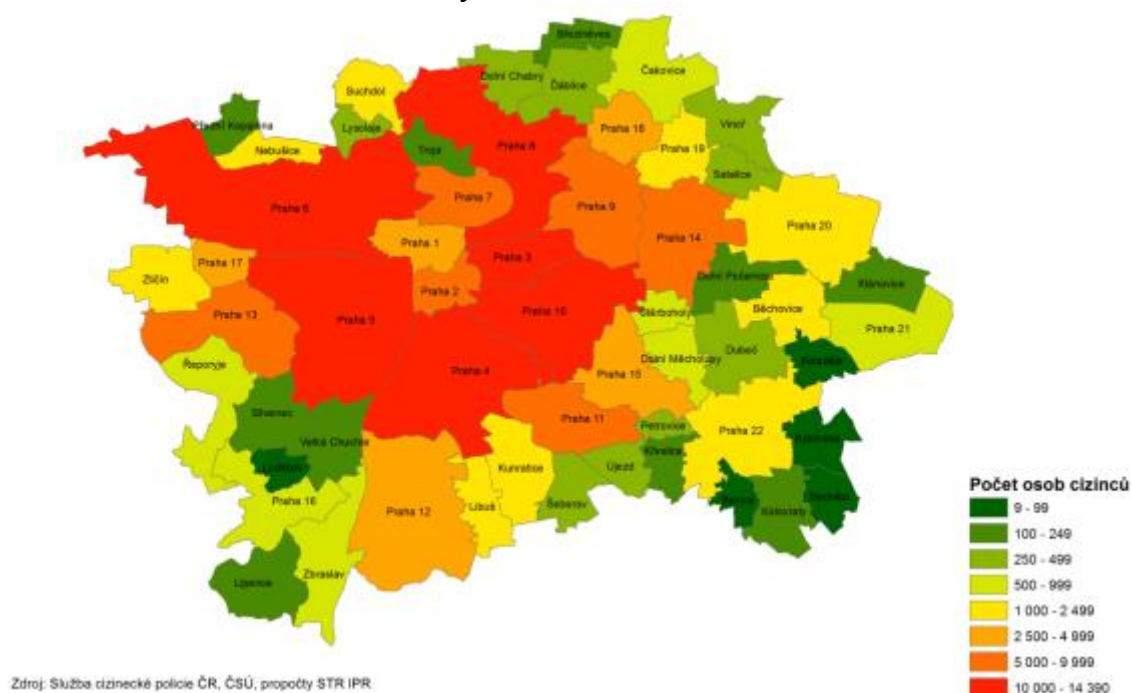 Březiněves
Dolní Chabry
Ďáblice
Čakovice
Suchdol
Lysolaje
Přední Kopanina
Nebušice
Troja
Praha 8
Praha 18
Vinoř
Praha 19
Satalice
Praha 6
Praha 7
Praha 9
Praha 14
Praha 20
Praha 1
Praha 3
Praha 17
Zličín
Praha 2
Praha 10
Dolní Počernice
Klánovice
Praha 13
Praha 5
Štěrboholy
Běchovice
Praha 21
Řeporyje
Praha 4
Praha 15
Dolní Měcholupy
Dubeč
Koloděje
Slivenec
Velká Chuchle
Praha 11
Petrovice
Praha 22
Královice
Lochkov
Kunratice
Křeslice
Újezd
Praha 16
Praha 12
Libuš
Šeberov
Benice
Kolovraty
Nedvězí
Lipence
Zbraslav
Počet osob cizinců
9 - 99
100 - 249
250 - 499
500 - 999
1 000 - 2 499
2 500 - 4 999
5 000 - 9 999
10 000 - 14 390
Zdroj: Služba cizinecké policie ČR, ČSÚ, propočty STR IPR